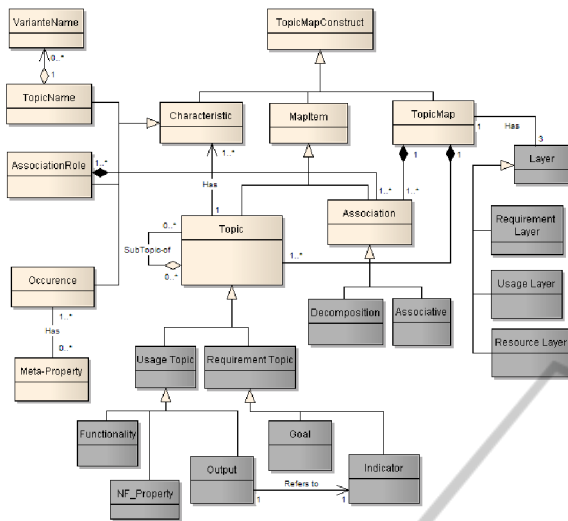 VarianteName
TopicMapConstruct
0..*
1
TopicName
Characteristic
MapItem
TopicMap
Has
1
3
Layer
AssociationRole
1..*
1..*
1
1
Has
1..*
1..*
Association
Requirement
Layer
1
0..*
Topic
SubTopic-of
1..*
0..*
Usage Layer
Occurence
Decomposition
Associative
1..*
Has
0..*
Resource Layer
Meta-Property
Usage Topic
Requirement Topic
Functionality
Goal
Output
Indicator
Refers to
1
1
NF_Property